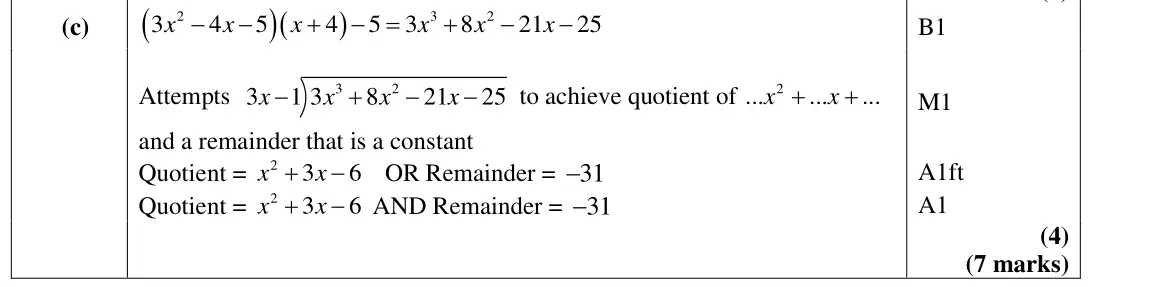 (c) (3x² − 4x − 5)(x + 4) − 5 = 3x³ + 8x² − 21x − 25 B1
Attempts 3x − 1)3x³ + 8x² − 21x − 25 to achieve quotient of ...x² + ...x + ... M1
and a remainder that is a constant
Quotient = x² + 3x − 6 OR Remainder = −31 A1ft
Quotient = x² + 3x − 6 AND Remainder = −31 A1
(4)
(7 marks)